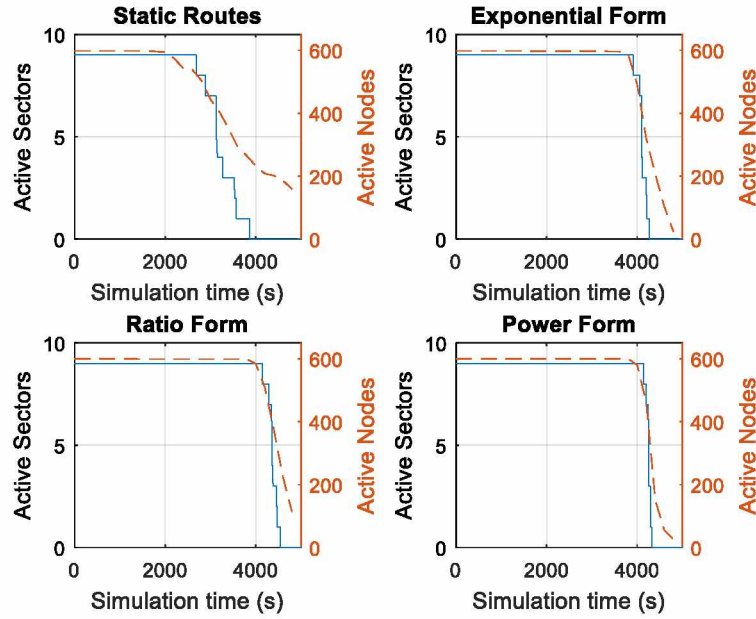 Static Routes
10
5
0
Active Sectors
600
400
200
0
Active Nodes
0
2000
4000
Simulation time (s)
Exponential Form
10
5
0
Active Sectors
600
400
200
0
Active Nodes
0
2000
4000
Simulation time (s)
Ratio Form
10
5
0
Active Sectors
600
400
200
0
Active Nodes
0
2000
4000
Simulation time (s)
Power Form
10
5
0
Active Sectors
600
400
200
0
Active Nodes
0
2000
4000
Simulation time (s)